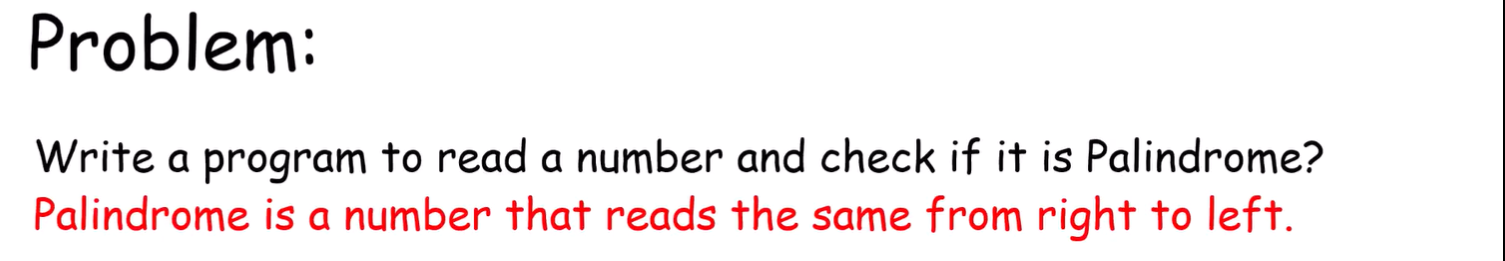 Problem:
Write a program to read a number and check if it is Palindrome?
Palindrome is a number that reads the same from right to left.